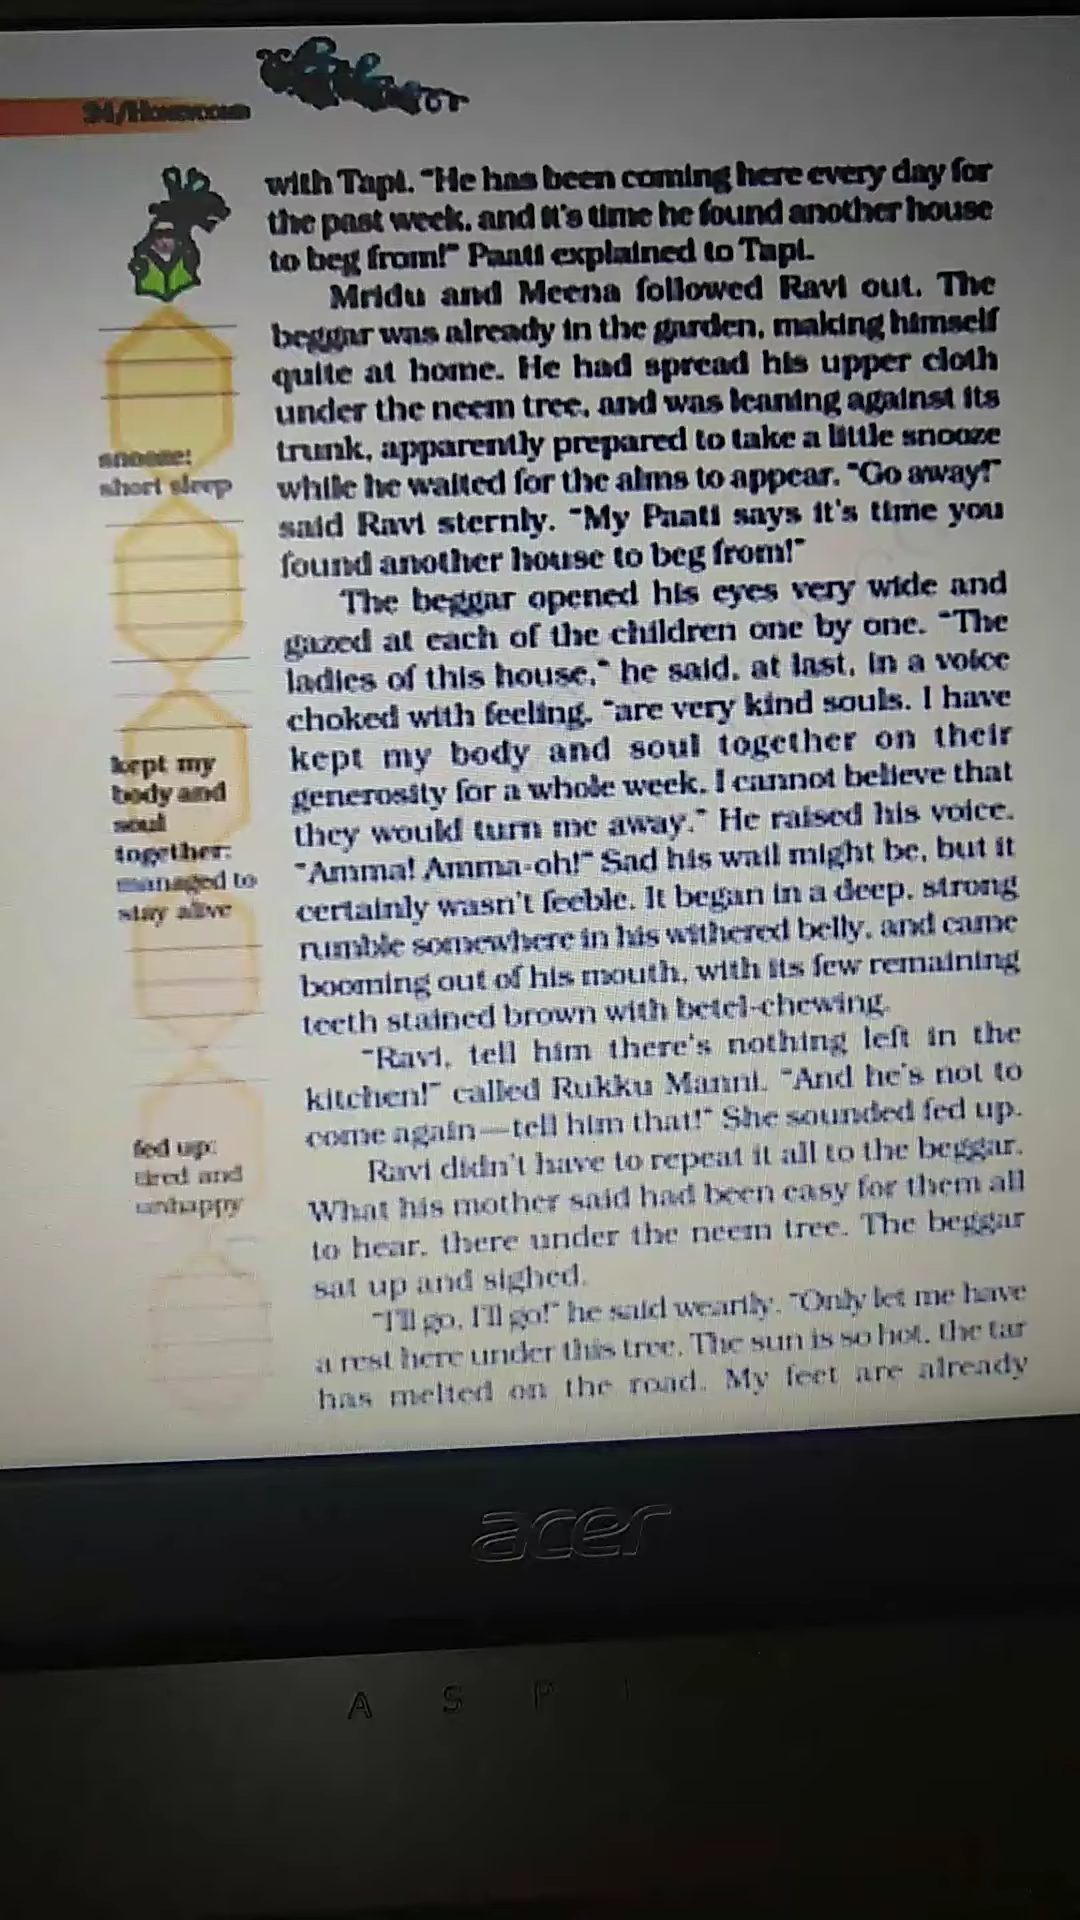 94/Honeycomb
with Tapi. "He has been coming here every day for
the past week, and it's time he found another house
to beg from!" Paati explained to Tapi.
Mridu and Meena followed Ravi out. The
beggar was already in the garden, making himself
quite at home. He had spread his upper cloth
under the neem tree, and was leaning against its
trunk, apparently prepared to take a little snooze
while he waited for the alms to appear. "Go away!"
said Ravi sternly. "My Paati says it's time you
found another house to beg from!"
The beggar opened his eyes very wide and
gazed at each of the children one by one. "The
ladies of this house," he said, at last, in a voice
choked with feeling, "are very kind souls. I have
kept my body and soul together on their
generosity for a whole week. I cannot believe that
they would turn me away." He raised his voice.
"Amma! Amma-oh!" Sad his wail might be, but it
certainly wasn't feeble. It began in a deep, strong
rumble somewhere in his withered belly, and came
booming out of his mouth, with its few remaining
teeth stained brown with betel-chewing.
"Ravi, tell him there's nothing left in the
kitchen!" called Rukku Manni. "And he's not to
come again—tell him that!" She sounded fed up.
Ravi didn't have to repeat it all to the beggar.
What his mother said had been easy for them all
to hear, there under the neem tree. The beggar
sat up and sighed.
"I'll go, I'll go!" he said wearily. "Only let me have
a rest here under this tree. The sun is so hot, the tar
has melted on the road. My feet are already
snooze:
short sleep
kept my
body and
soul
together:
managed to
stay alive
fed up:
tired and
unhappy
acer
A S P I